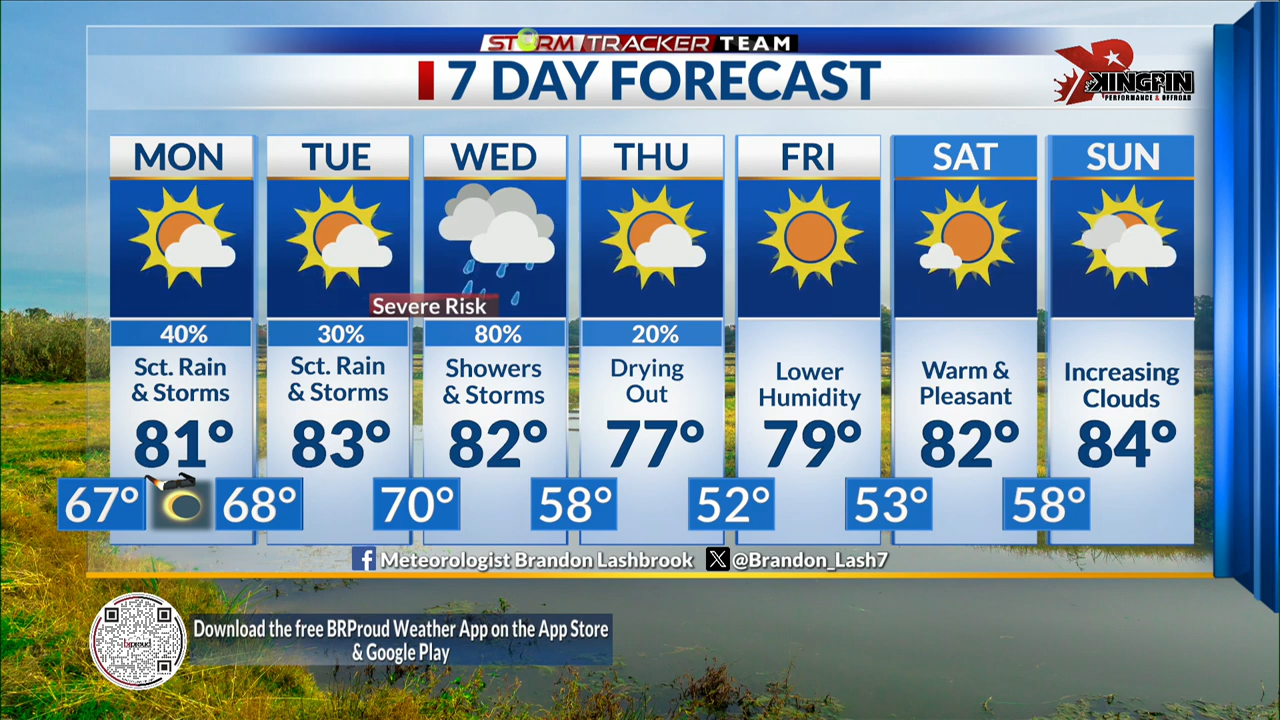 STORM TRACKER TEAM
7 DAY FORECAST
KINGPIN
PERFORMANCE & OFFROAD
MON TUE WED THU FRI SAT SUN
Severe Risk
40% 30% 80% 20%
Sct. Rain
& Storms
Sct. Rain
& Storms
Showers
& Storms
Drying
Out
Lower
Humidity
Warm &
Pleasant
Increasing
Clouds
81° 83° 82° 77° 79° 82° 84°
67° 68° 70° 58° 52° 53° 58°
f Meteorologist Brandon Lashbrook X @Brandon_Lash7
brproud
Download the free BRProud Weather App on the App Store
& Google Play